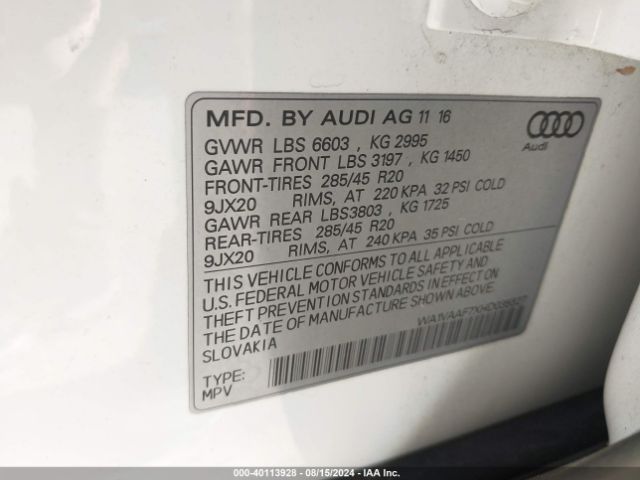 MFD. BY AUDI AG 11 16
Audi
GVWR LBS 6603 , KG 2995
GAWR FRONT LBS 3197 , KG 1450
FRONT-TIRES 285/45 R20
9JX20 RIMS, AT 220 KPA 32 PSI COLD
GAWR REAR LBS3803 , KG 1725
REAR-TIRES 285/45 R20
9JX20 RIMS, AT 240 KPA 35 PSI COLD
THIS VEHICLE CONFORMS TO ALL APPLICABLE
U.S. FEDERAL MOTOR VEHICLE SAFETY AND
THEFT PREVENTION STANDARDS IN EFFECT ON
THE DATE OF MANUFACTURE SHOWN ABOVE.
SLOVAKIA
TYPE:
MPV
000-40113928 - 08/15/2024 - IAA Inc.